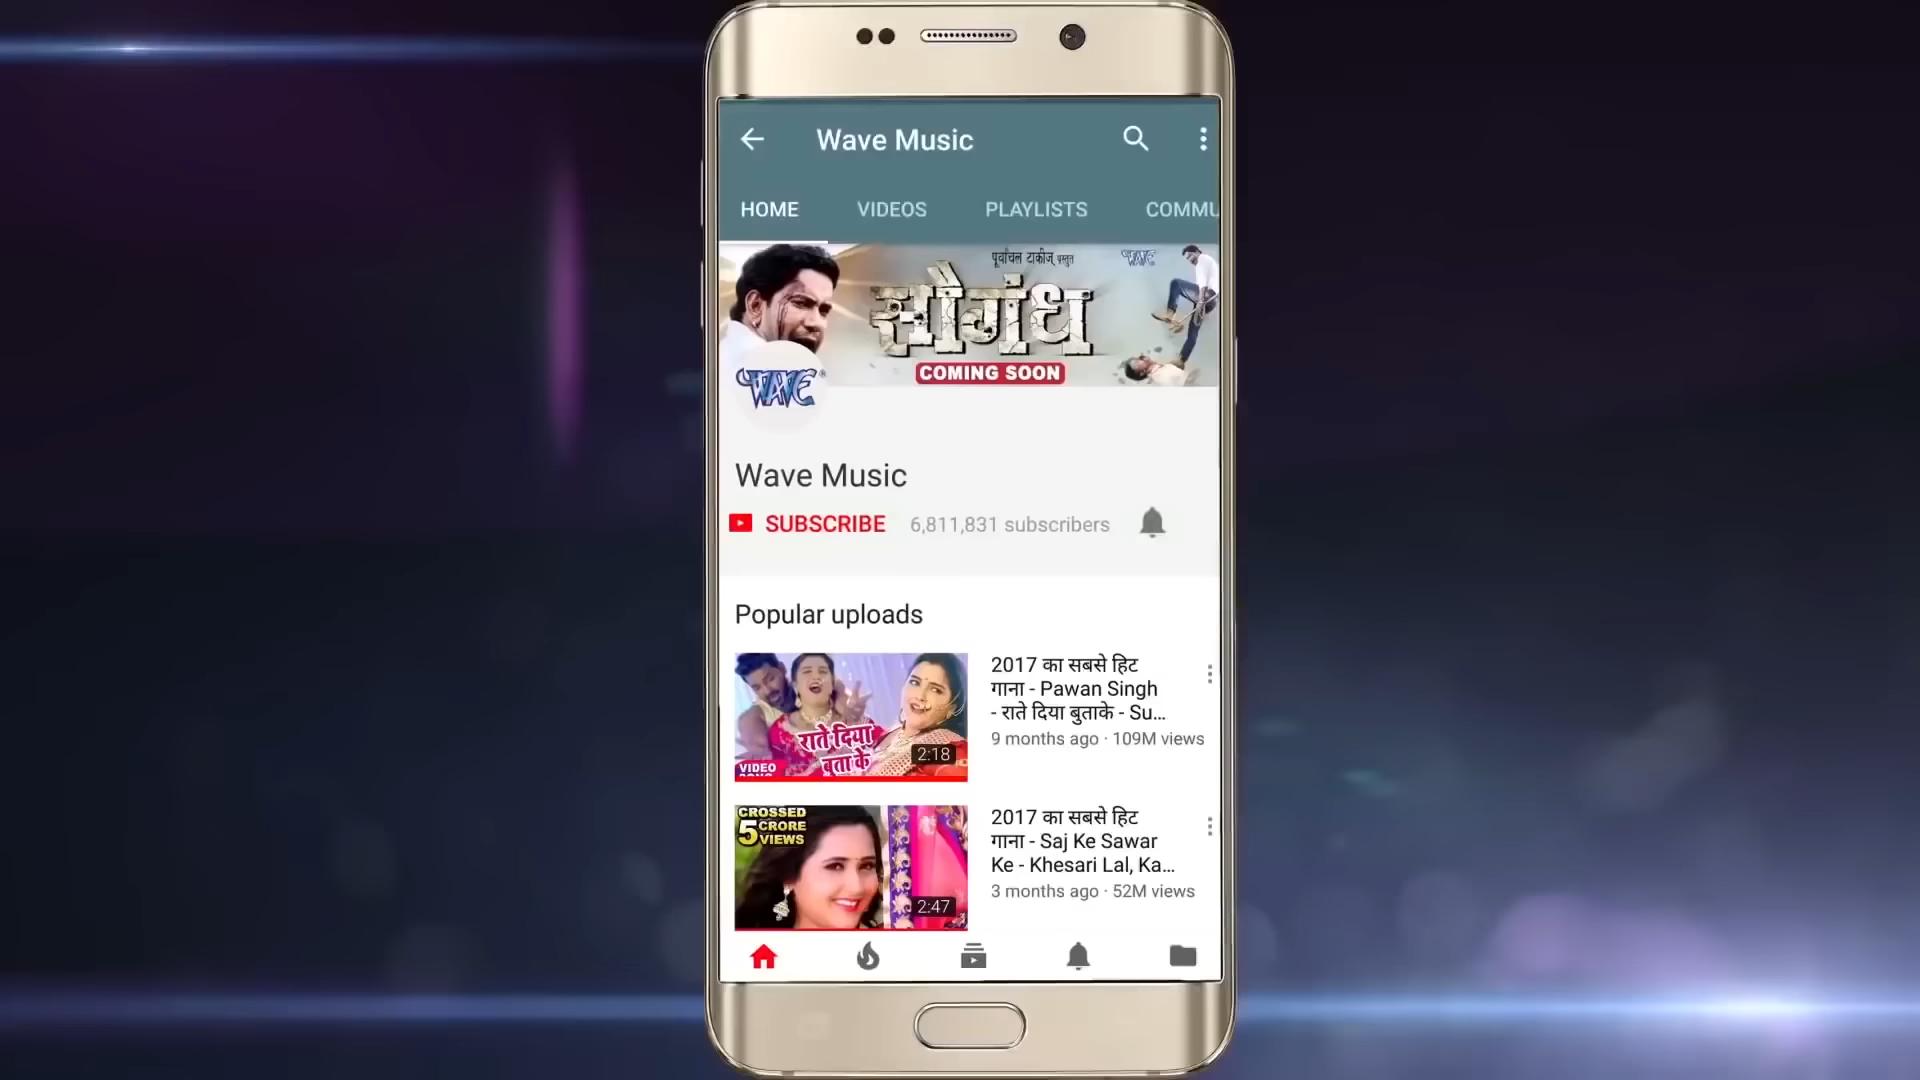 Wave Music
HOME VIDEOS PLAYLISTS COMMU
पूर्वांचल टाकीज् प्रस्तुत
WAVE
सौगंध
COMING SOON
WAVE®
Wave Music
SUBSCRIBE 6,811,831 subscribers
Popular uploads
2017 का सबसे हिट
गाना - Pawan Singh
- राते दिया बुताके - Su...
9 months ago · 109M views
राते दिया
बुता के
2:18
VIDEO
SONG
2017 का सबसे हिट
गाना - Saj Ke Sawar
Ke - Khesari Lal, Ka...
3 months ago · 52M views
CROSSED
5 CRORE
VIEWS
2:47